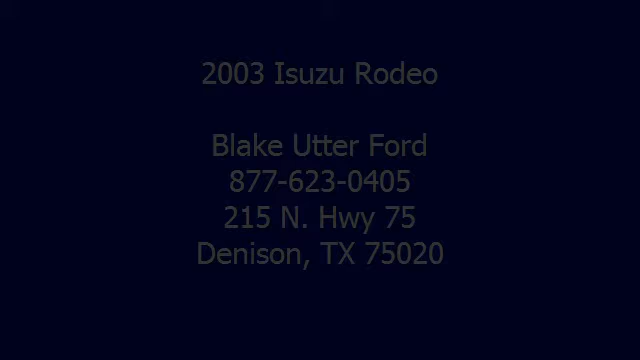 2003 Isuzu Rodeo
Blake Utter Ford
877-623-0405
215 N. Hwy 75
Denison, TX 75020